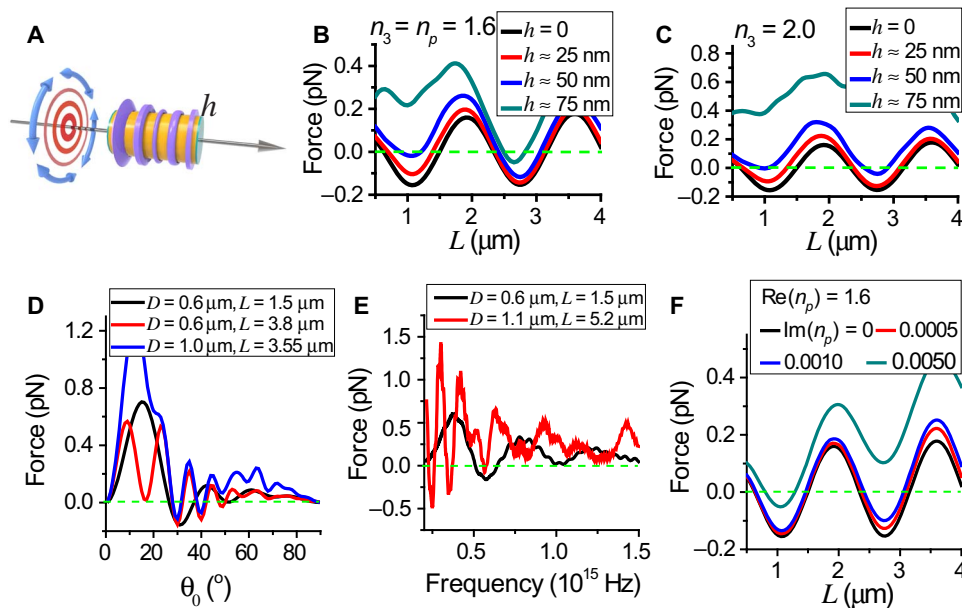 A
h
B
n₃ = nₚ = 1.6
h = 0
h ≈ 25 nm
h ≈ 50 nm
h ≈ 75 nm
Force (pN)
0.4
0.2
0.0
–0.2
1 2 3 4
L (μm)
C
n₃ = 2.0
h = 0
h ≈ 25 nm
h ≈ 50 nm
h ≈ 75 nm
Force (pN)
0.8
0.6
0.4
0.2
0.0
–0.2
1 2 3 4
L (μm)
D
D = 0.6 μm, L = 1.5 μm
D = 0.6 μm, L = 3.8 μm
D = 1.0 μm, L = 3.55 μm
Force (pN)
1.2
0.8
0.4
0.0
0 20 40 60 80
θ₀ (°)
E
D = 0.6 μm, L = 1.5 μm
D = 1.1 μm, L = 5.2 μm
Force (pN)
1.5
1.0
0.5
0.0
–0.5
0.5 1.0 1.5
Frequency (10¹⁵ Hz)
F
Re(nₚ) = 1.6
Im(nₚ) = 0 0.0005
0.0010 0.0050
Force (pN)
0.4
0.2
0.0
–0.2
1 2 3 4
L (μm)